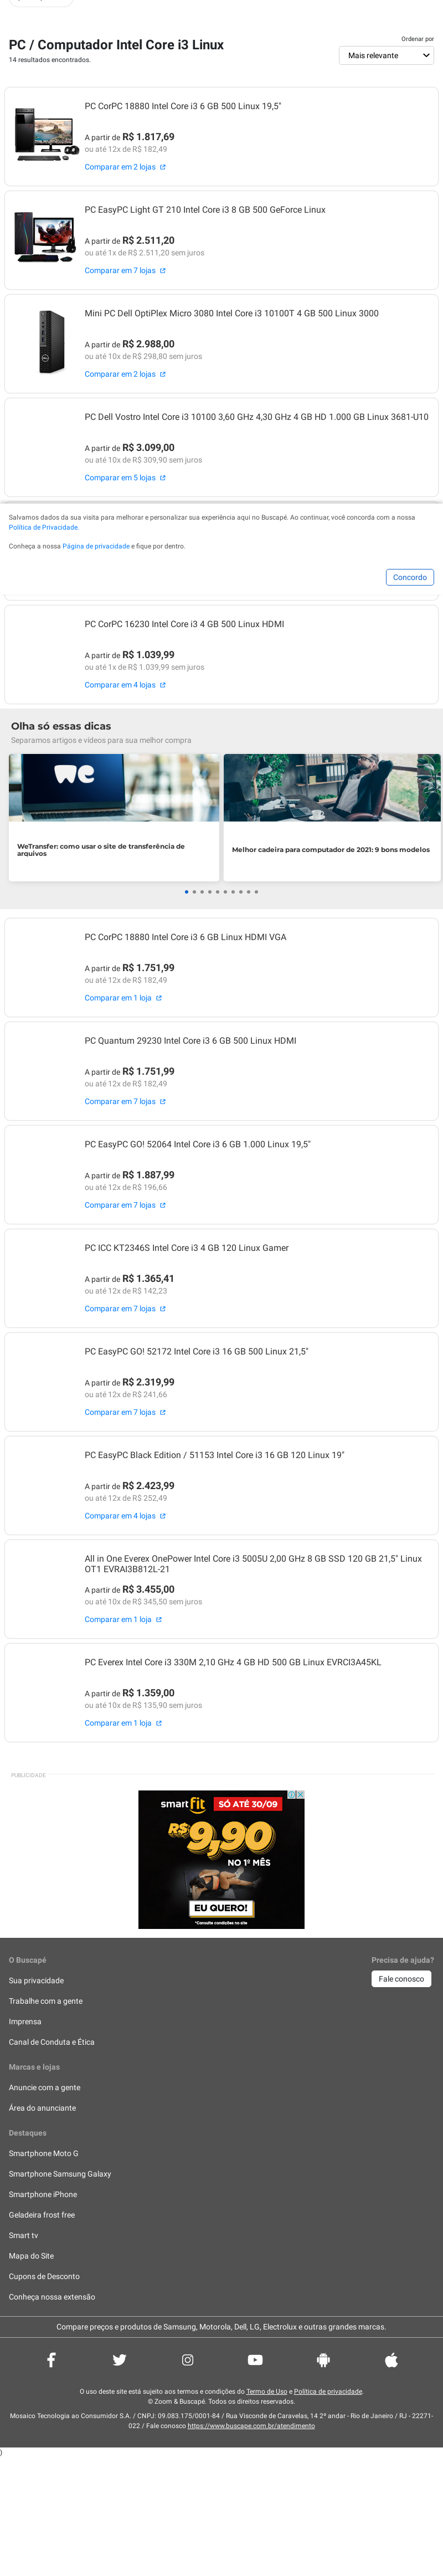 PC / Computador Intel Core i3 Linux
14 resultados encontrados.
Ordenar por
Mais relevante
PC CorPC 18880 Intel Core i3 6 GB 500 Linux 19,5"
A partir de R$ 1.817,69
ou até 12x de R$ 182,49
Comparar em 2 lojas
PC EasyPC Light GT 210 Intel Core i3 8 GB 500 GeForce Linux
A partir de R$ 2.511,20
ou até 1x de R$ 2.511,20 sem juros
Comparar em 7 lojas
Mini PC Dell OptiPlex Micro 3080 Intel Core i3 10100T 4 GB 500 Linux 3000
A partir de R$ 2.988,00
ou até 10x de R$ 298,80 sem juros
Comparar em 2 lojas
PC Dell Vostro Intel Core i3 10100 3,60 GHz 4,30 GHz 4 GB HD 1.000 GB Linux 3681-U10
A partir de R$ 3.099,00
ou até 10x de R$ 309,90 sem juros
Comparar em 5 lojas
Salvamos dados da sua visita para melhorar e personalizar sua experiência aqui no Buscapé. Ao continuar, você concorda com a nossa
Política de Privacidade.
Conheça a nossa Página de privacidade e fique por dentro.
Concordo
PC CorPC 16230 Intel Core i3 4 GB 500 Linux HDMI
A partir de R$ 1.039,99
ou até 1x de R$ 1.039,99 sem juros
Comparar em 4 lojas
Olha só essas dicas
Separamos artigos e vídeos para sua melhor compra
WeTransfer: como usar o site de transferência de
arquivos
Melhor cadeira para computador de 2021: 9 bons modelos
PC CorPC 18880 Intel Core i3 6 GB Linux HDMI VGA
A partir de R$ 1.751,99
ou até 12x de R$ 182,49
Comparar em 1 loja
PC Quantum 29230 Intel Core i3 6 GB 500 Linux HDMI
A partir de R$ 1.751,99
ou até 12x de R$ 182,49
Comparar em 7 lojas
PC EasyPC GO! 52064 Intel Core i3 6 GB 1.000 Linux 19,5"
A partir de R$ 1.887,99
ou até 12x de R$ 196,66
Comparar em 7 lojas
PC ICC KT2346S Intel Core i3 4 GB 120 Linux Gamer
A partir de R$ 1.365,41
ou até 12x de R$ 142,23
Comparar em 7 lojas
PC EasyPC GO! 52172 Intel Core i3 16 GB 500 Linux 21,5"
A partir de R$ 2.319,99
ou até 12x de R$ 241,66
Comparar em 7 lojas
PC EasyPC Black Edition / 51153 Intel Core i3 16 GB 120 Linux 19"
A partir de R$ 2.423,99
ou até 12x de R$ 252,49
Comparar em 4 lojas
All in One Everex OnePower Intel Core i3 5005U 2,00 GHz 8 GB SSD 120 GB 21,5" Linux
OT1 EVRAI3B812L-21
A partir de R$ 3.455,00
ou até 10x de R$ 345,50 sem juros
Comparar em 1 loja
PC Everex Intel Core i3 330M 2,10 GHz 4 GB HD 500 GB Linux EVRCI3A45KL
A partir de R$ 1.359,00
ou até 10x de R$ 135,90 sem juros
Comparar em 1 loja
PUBLICIDADE
smart fit
SÓ ATÉ 30/09
R$9,90
NO 1º MÊS
EU QUERO!
*Consulte condições no site
O Buscapé
Precisa de ajuda?
Sua privacidade
Fale conosco
Trabalhe com a gente
Imprensa
Canal de Conduta e Ética
Marcas e lojas
Anuncie com a gente
Área do anunciante
Destaques
Smartphone Moto G
Smartphone Samsung Galaxy
Smartphone iPhone
Geladeira frost free
Smart tv
Mapa do Site
Cupons de Desconto
Conheça nossa extensão
Compare preços e produtos de Samsung, Motorola, Dell, LG, Electrolux e outras grandes marcas.
O uso deste site está sujeito aos termos e condições do Termo de Uso e Política de privacidade.
© Zoom & Buscapé. Todos os direitos reservados.
Mosaico Tecnologia ao Consumidor S.A. / CNPJ: 09.083.175/0001-84 / Rua Visconde de Caravelas, 14 2º andar - Rio de Janeiro / RJ - 22271-
022 / Fale conosco https://www.buscape.com.br/atendimento
)